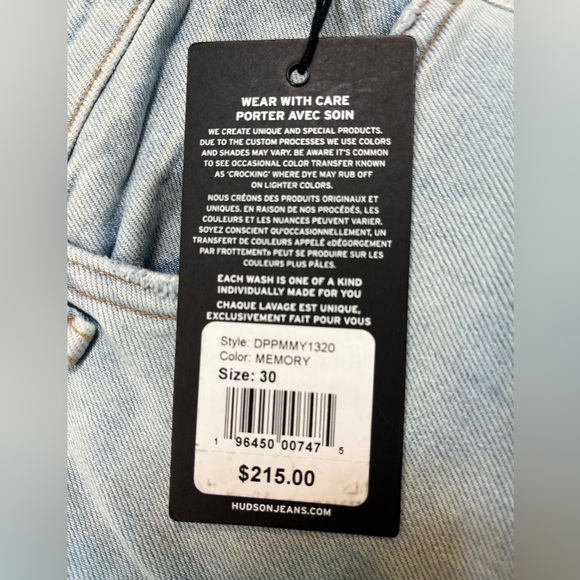 WEAR WITH CARE
PORTER AVEC SOIN
WE CREATE UNIQUE AND SPECIAL PRODUCTS.
DUE TO THE CUSTOM PROCESSES WE USE COLORS
AND SHADES MAY VARY. BE AWARE IT'S COMMON
TO SEE OCCASIONAL COLOR TRANSFER KNOWN
AS 'CROCKING' WHERE DYE MAY RUB OFF
ON LIGHTER COLORS.
NOUS CRÉONS DES PRODUITS ORIGINAUX ET
UNIQUES. EN RAISON DE NOS PROCÉDÉS, LES
COULEURS ET LES NUANCES PEUVENT VARIER.
SOYEZ CONSCIENT QU'OCCASIONNELLEMENT, UN
TRANSFERT DE COULEURS APPELÉ «DÉGORGEMENT
PAR FROTTEMENT» PEUT SE PRODUIRE SUR LES
COULEURS PLUS PÂLES.
EACH WASH IS ONE OF A KIND
INDIVIDUALLY MADE FOR YOU
CHAQUE LAVAGE EST UNIQUE,
EXCLUSIVEMENT FAIT POUR VOUS
Style: DPPMMY1320
Color: MEMORY
Size: 30
1 96450 00747 5
$215.00
HUDSONJEANS.COM